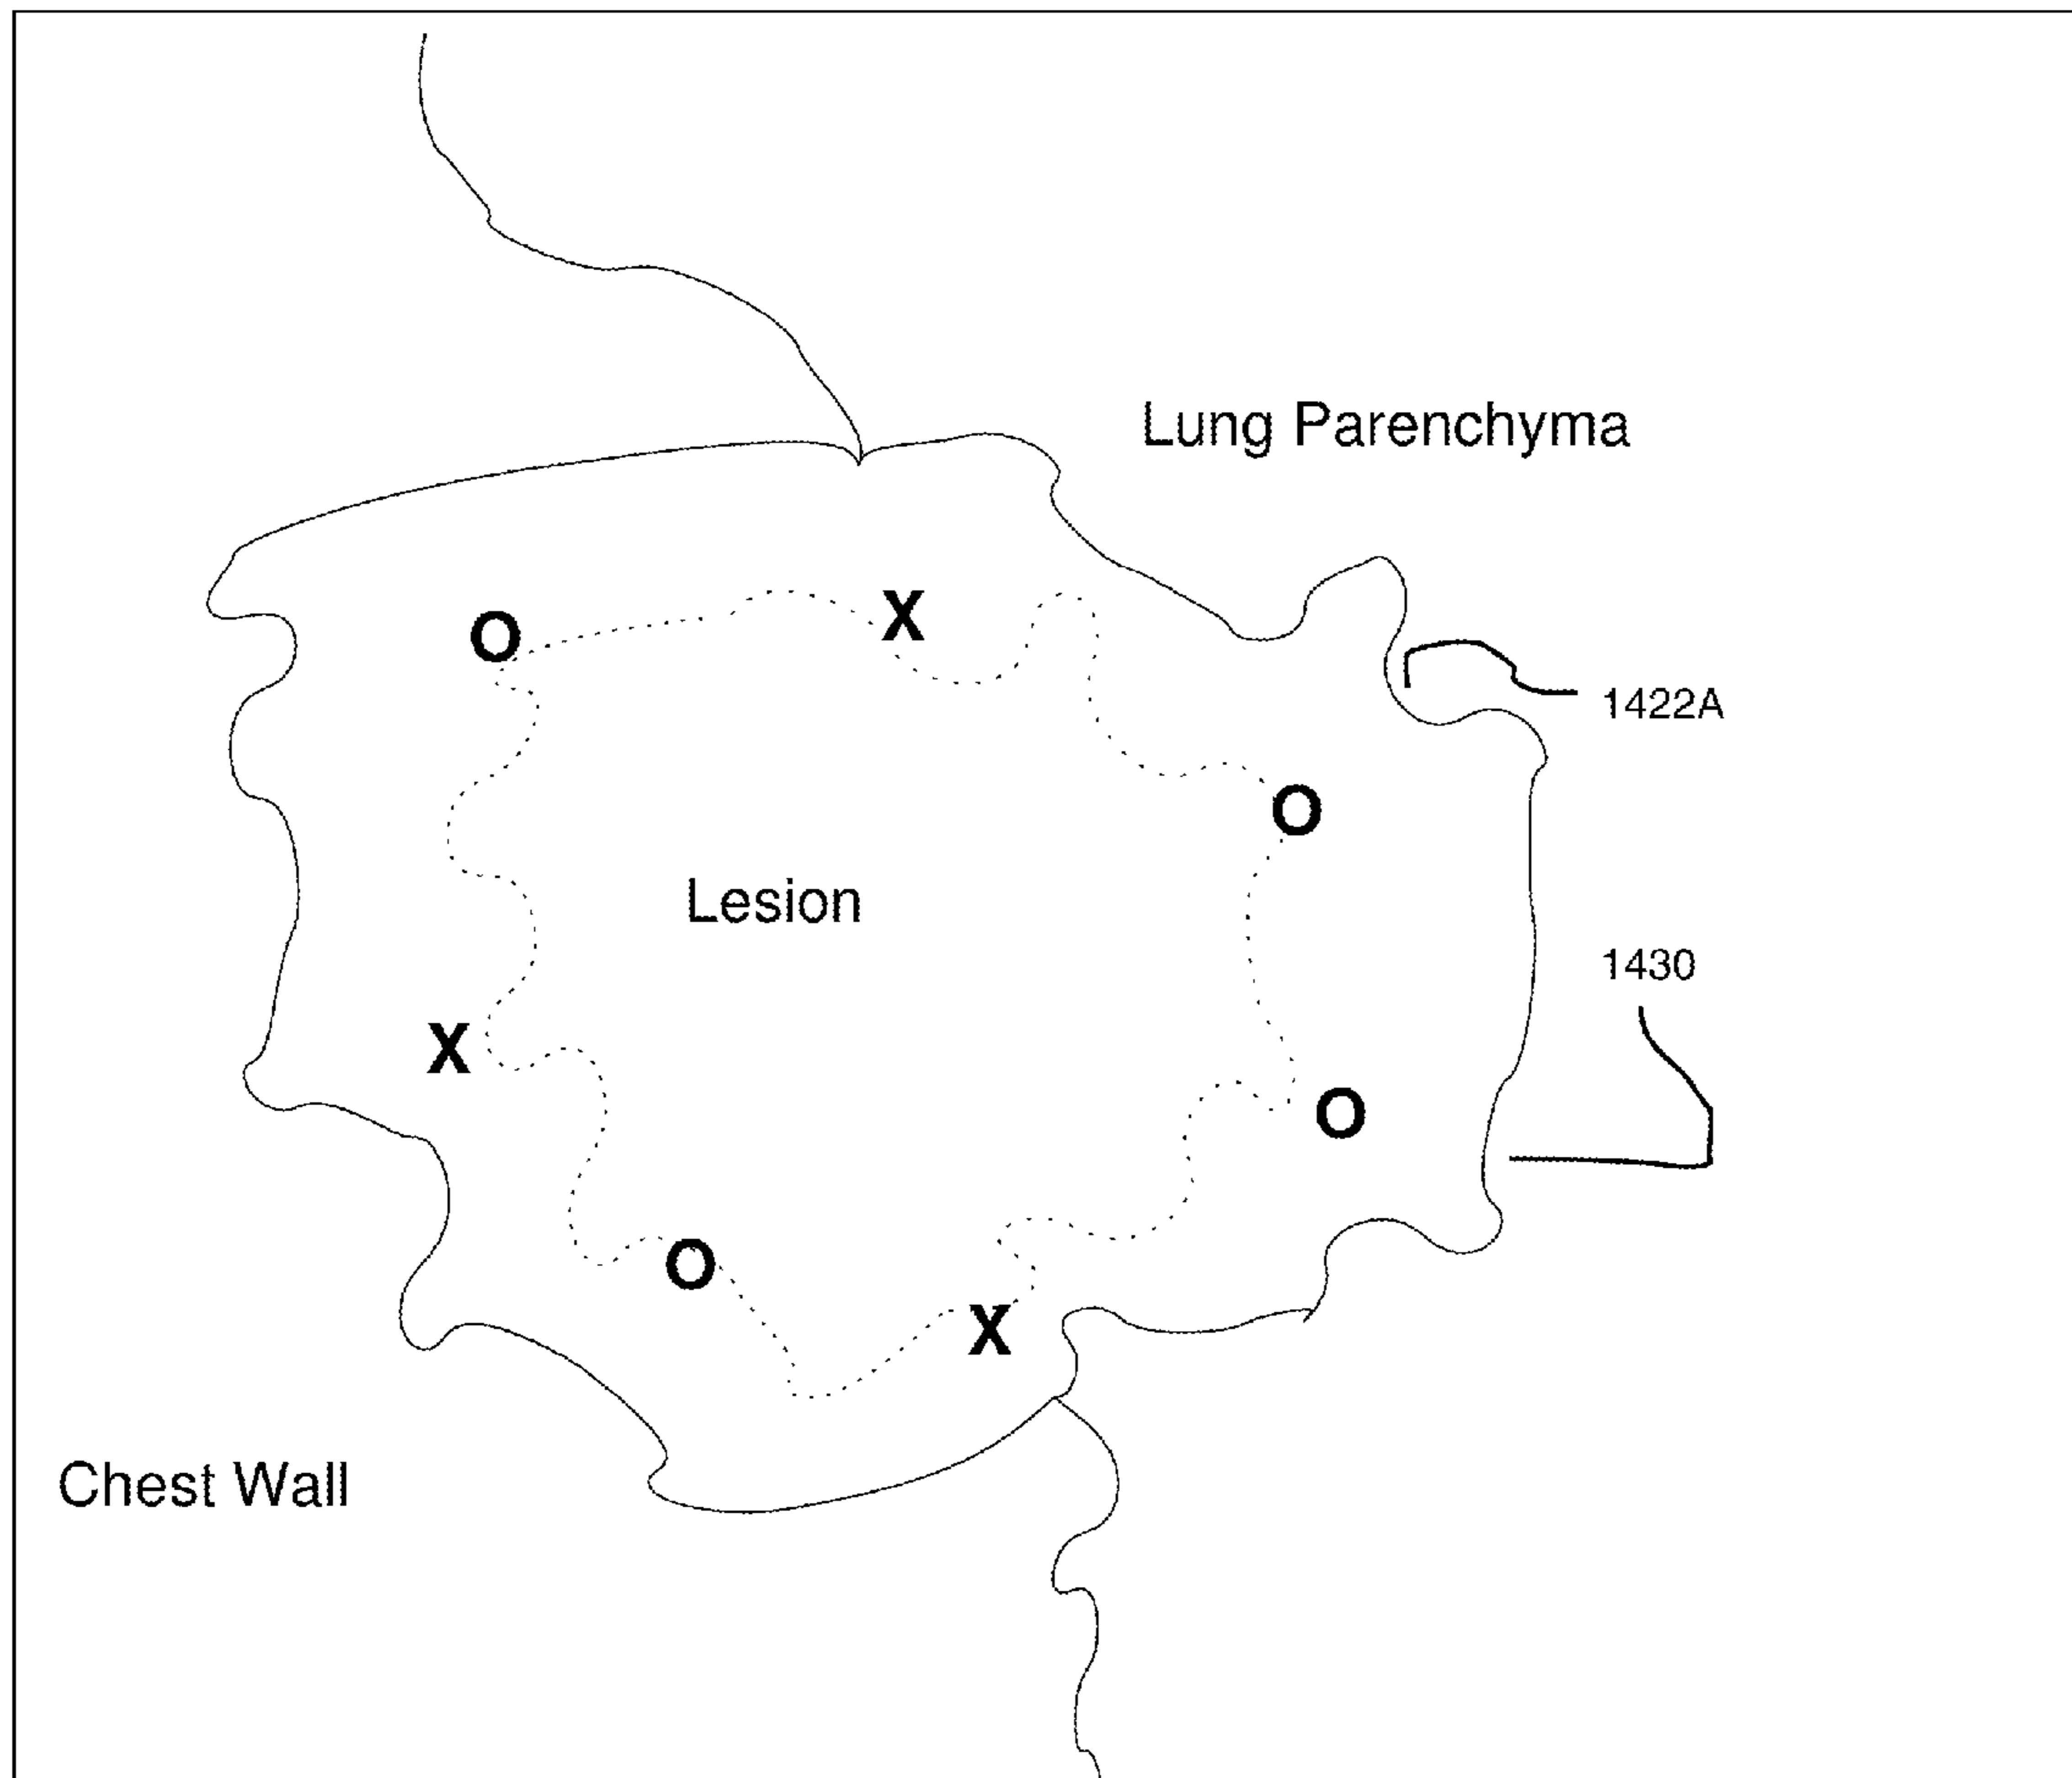 Lung Parenchyma
O
X
1422A
O
Lesion
1430
X
O
O
X
Chest Wall